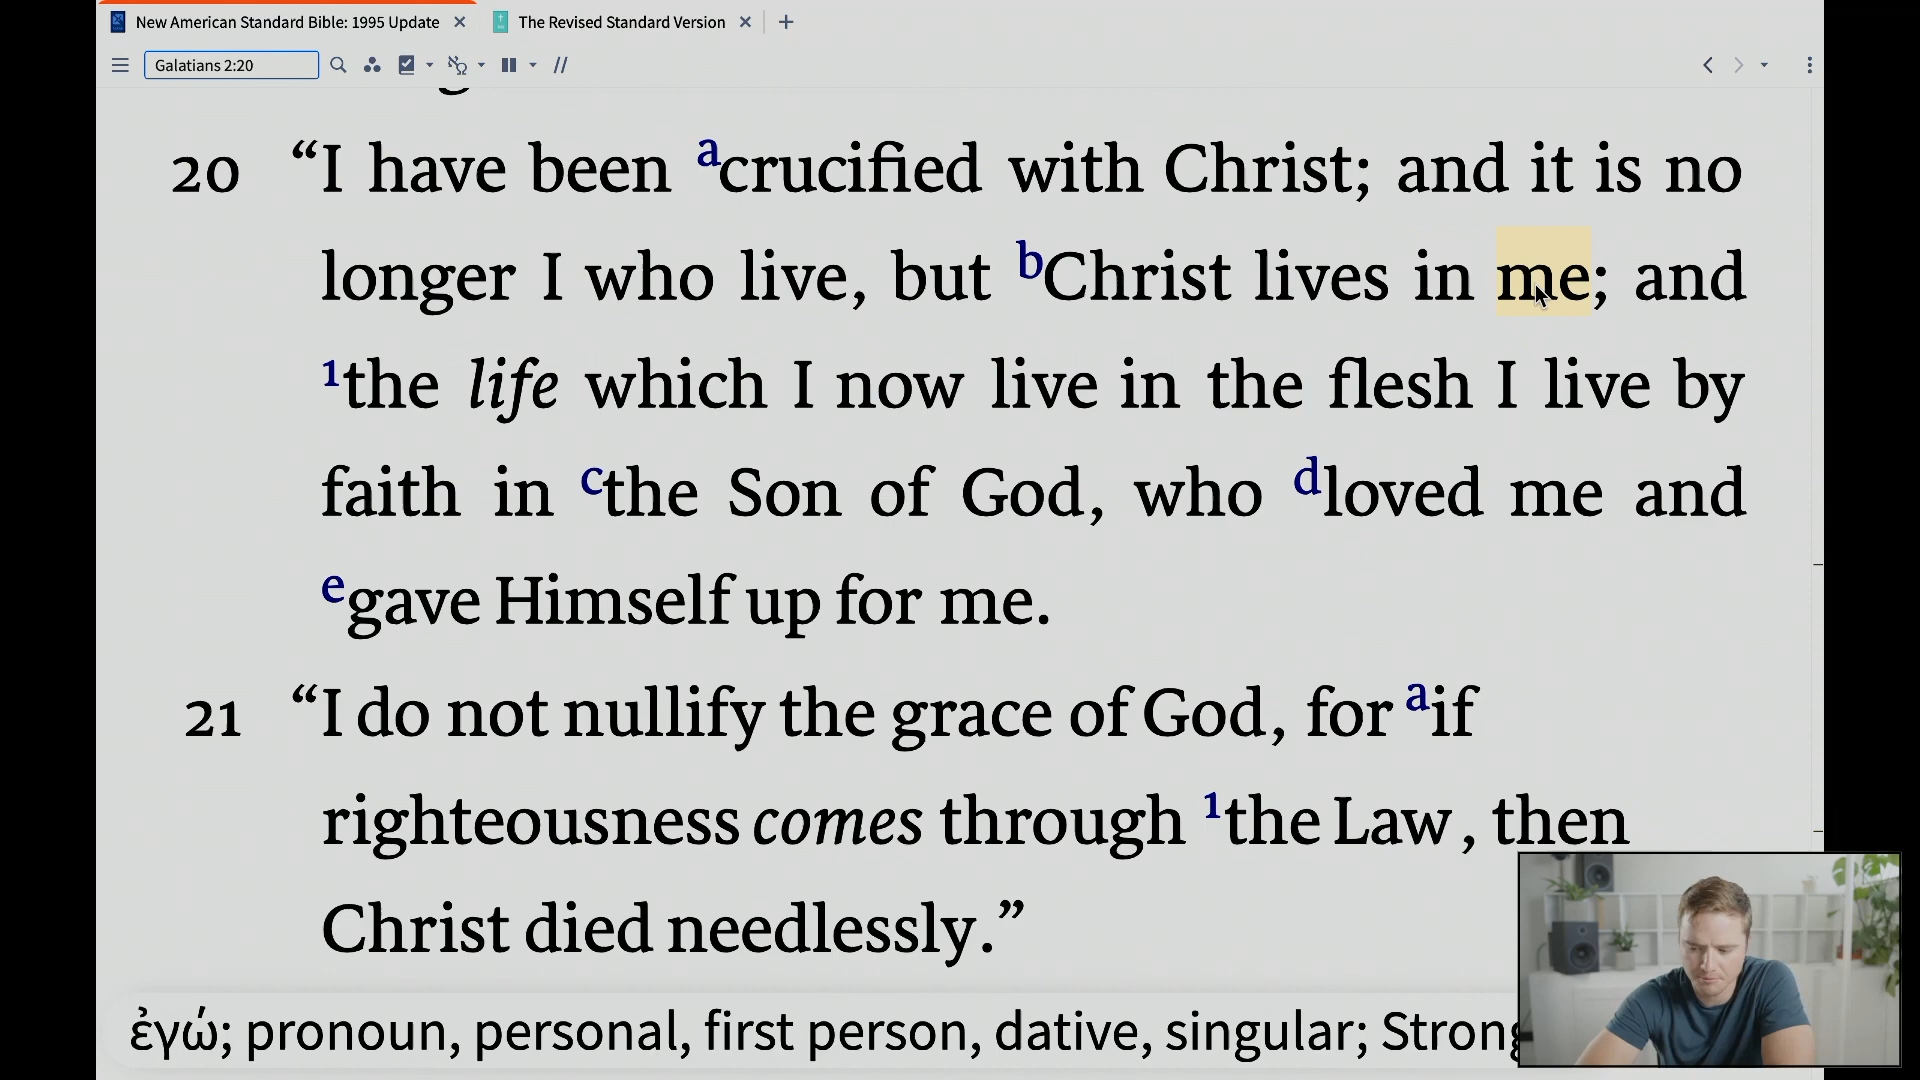 New American Standard Bible: 1995 Update
The Revised Standard Version
Galatians 2:20
20 “I have been ᵃcrucified with Christ; and it is no
longer I who live, but ᵇChrist lives in me; and
¹the life which I now live in the flesh I live by
faith in ᶜthe Son of God, who ᵈloved me and
ᵉgave Himself up for me.
21 “I do not nullify the grace of God, for ᵃif
righteousness comes through ¹the Law, then
Christ died needlessly.”
ἐγώ; pronoun, personal, first person, dative, singular; Strong